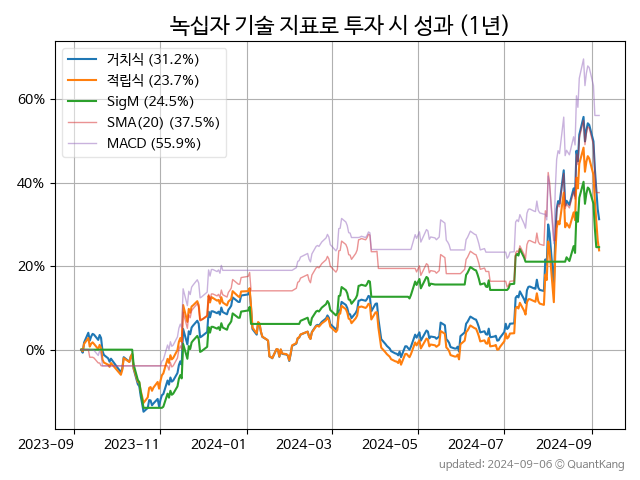 녹십자 기술 지표로 투자 시 성과 (1년)
거치식 (31.2%)
적립식 (23.7%)
SigM (24.5%)
SMA(20) (37.5%)
MACD (55.9%)
60%
40%
20%
0%
2023-09 2023-11 2024-01 2024-03 2024-05 2024-07 2024-09
updated: 2024-09-06 © QuantKang